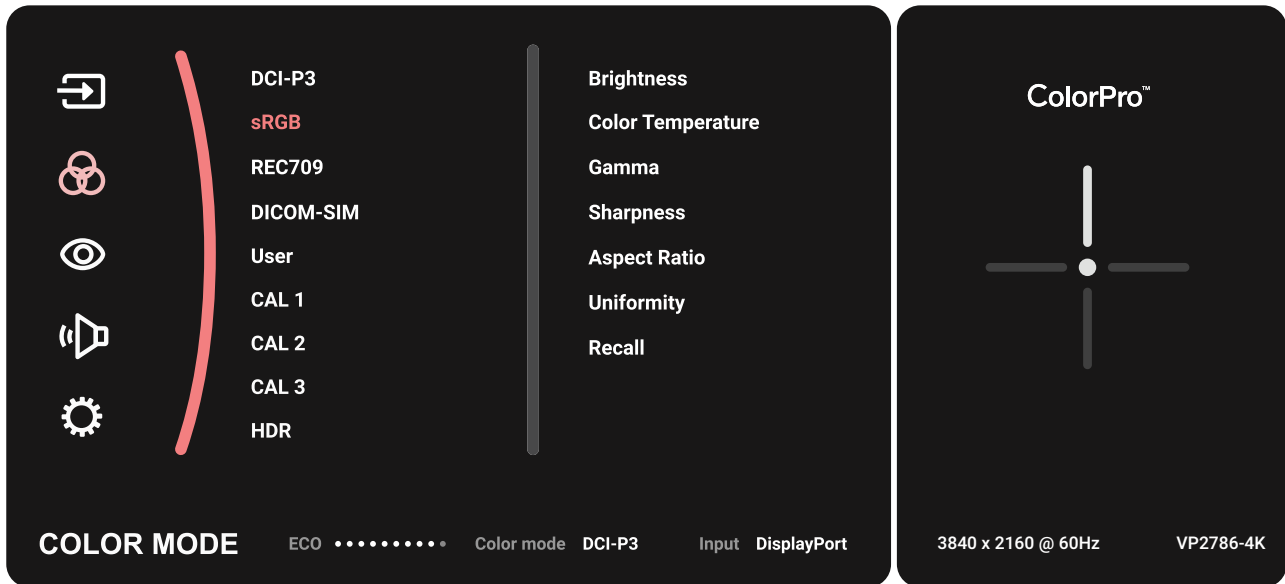 DCI-P3
sRGB
REC709
DICOM-SIM
User
CAL 1
CAL 2
CAL 3
HDR
Brightness
Color Temperature
Gamma
Sharpness
Aspect Ratio
Uniformity
Recall
COLOR MODE
ECO
Color mode DCI-P3
Input DisplayPort
ColorPro™
3840 x 2160 @ 60Hz
VP2786-4K